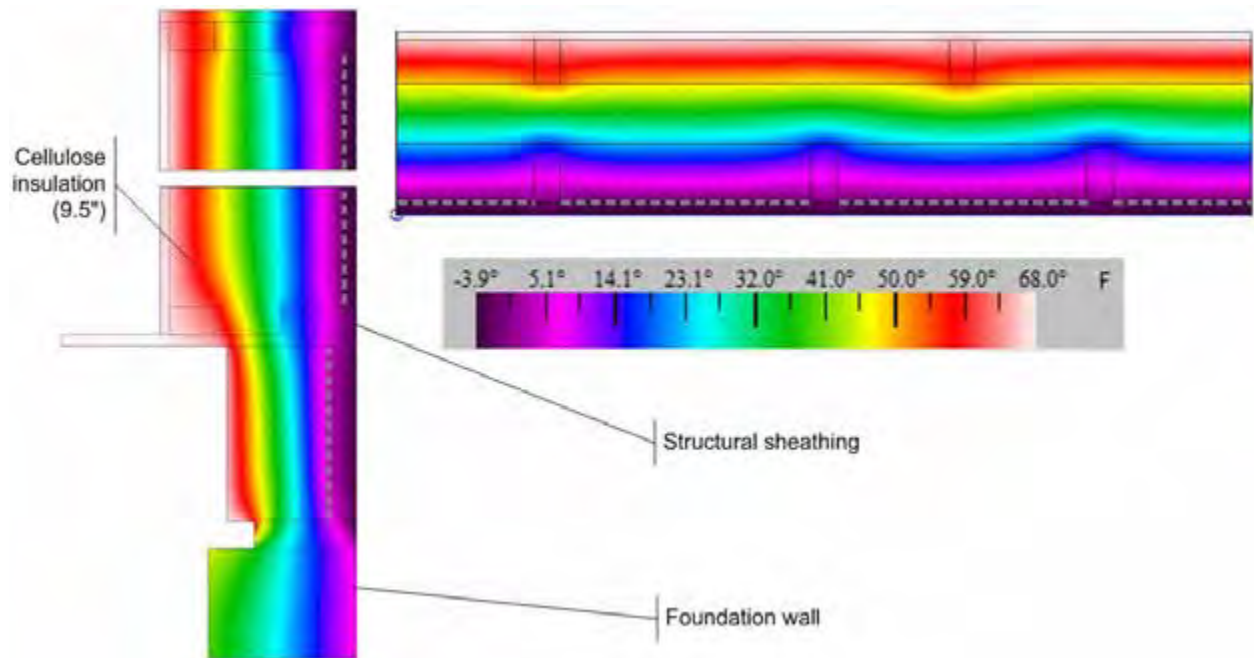 Cellulose
insulation
(9.5")
-3.9° 5.1° 14.1° 23.1° 32.0° 41.0° 50.0° 59.0° 68.0° F
Structural sheathing
Foundation wall